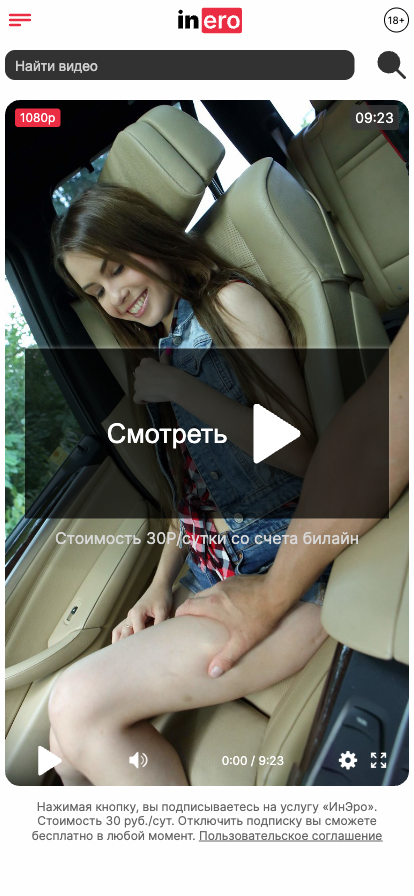 inero
18+
Найти видео
1080p
09:23
Смотреть
Стоимость 30Р/сутки со счета билайн
0:00 / 9:23
Нажимая кнопку, вы подписываетесь на услугу «ИнЭро».
Стоимость 30 руб./сут. Отключить подписку вы сможете
бесплатно в любой момент. Пользовательское соглашение